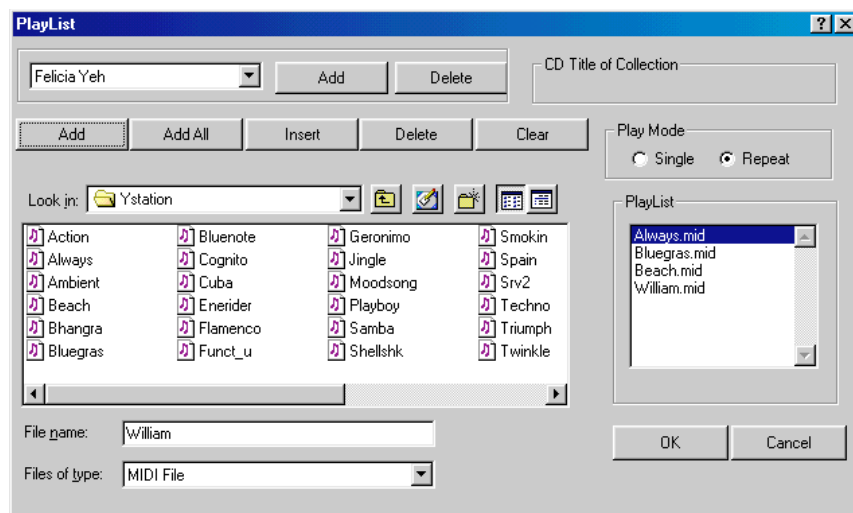 PlayList
Felicia Yeh
Add
Delete
CD Title of Collection
Add
Add All
Insert
Delete
Clear
Play Mode
Single
Repeat
Look in:
Ystation
Action
Always
Ambient
Beach
Bhangra
Bluegras
Bluenote
Cognito
Cuba
Enerider
Flamenco
Funct_u
Geronimo
Jingle
Moodsong
Playboy
Samba
Shellshk
Smokin
Spain
Srv2
Techno
Triumph
Twinkle
PlayList
Always.mid
Bluegras.mid
Beach.mid
William.mid
File name:
William
Files of type:
MIDI File
OK
Cancel